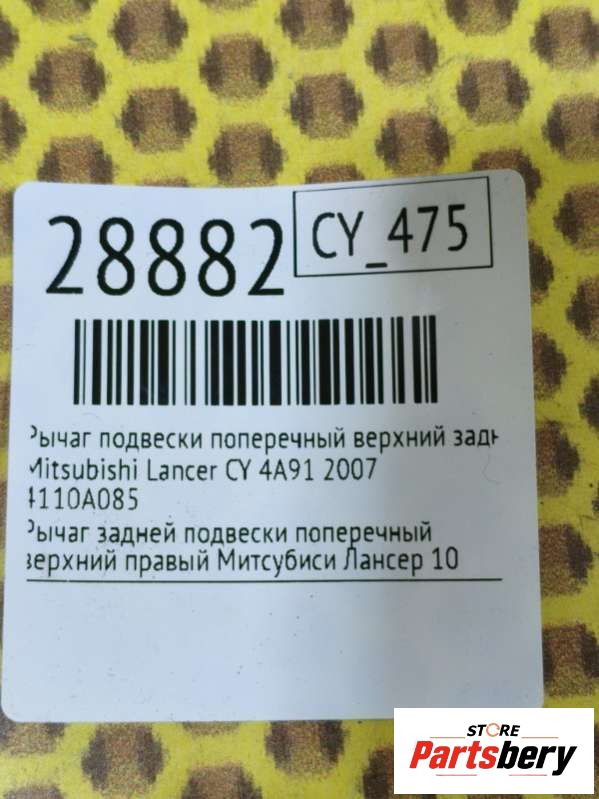 28882
CY_475
Рычаг подвески поперечный верхний задн
Mitsubishi Lancer CY 4A91 2007
4110A085
Рычаг задней подвески поперечный
верхний правый Митсубиси Лансер 10
STORE
Partsbery